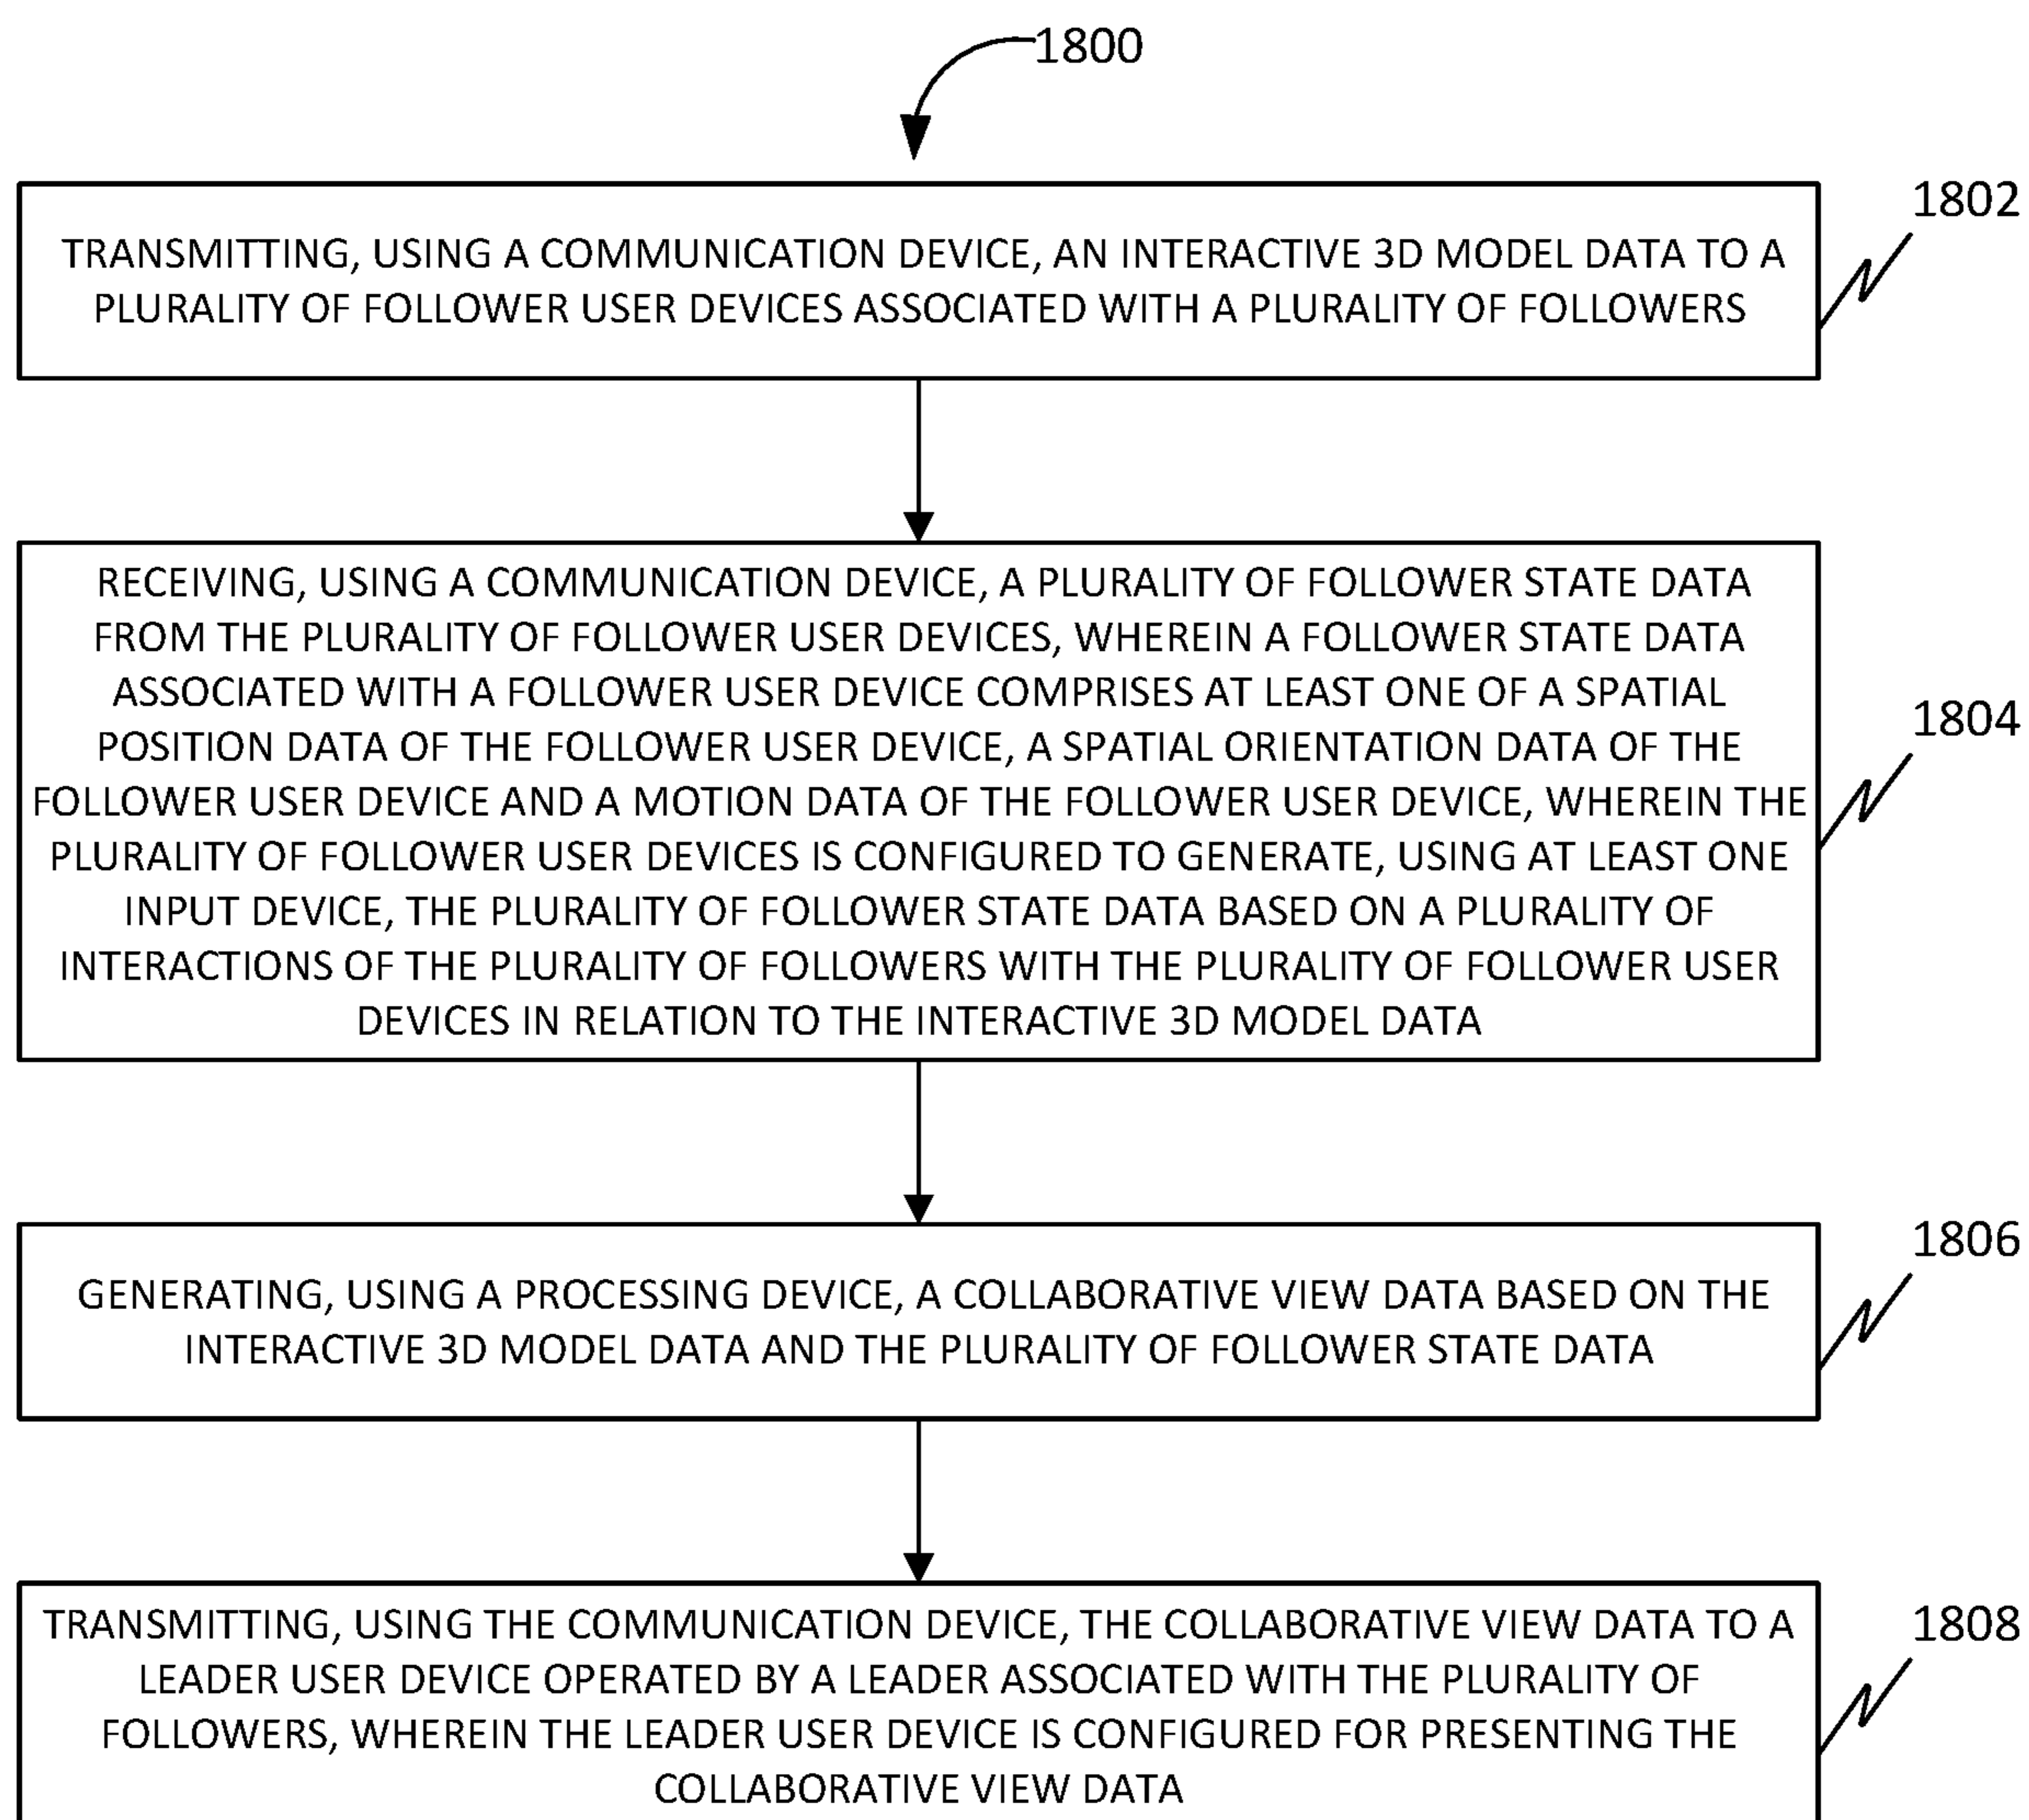 1800
1802
TRANSMITTING, USING A COMMUNICATION DEVICE, AN INTERACTIVE 3D MODEL DATA TO A
PLURALITY OF FOLLOWER USER DEVICES ASSOCIATED WITH A PLURALITY OF FOLLOWERS
RECEIVING, USING A COMMUNICATION DEVICE, A PLURALITY OF FOLLOWER STATE DATA
FROM THE PLURALITY OF FOLLOWER USER DEVICES, WHEREIN A FOLLOWER STATE DATA
ASSOCIATED WITH A FOLLOWER USER DEVICE COMPRISES AT LEAST ONE OF A SPATIAL
1804
POSITION DATA OF THE FOLLOWER USER DEVICE, A SPATIAL ORIENTATION DATA OF THE
FOLLOWER USER DEVICE AND A MOTION DATA OF THE FOLLOWER USER DEVICE, WHEREIN THE
PLURALITY OF FOLLOWER USER DEVICES IS CONFIGURED TO GENERATE, USING AT LEAST ONE
INPUT DEVICE, THE PLURALITY OF FOLLOWER STATE DATA BASED ON A PLURALITY OF
INTERACTIONS OF THE PLURALITY OF FOLLOWERS WITH THE PLURALITY OF FOLLOWER USER
DEVICES IN RELATION TO THE INTERACTIVE 3D MODEL DATA
1806
GENERATING, USING A PROCESSING DEVICE, A COLLABORATIVE VIEW DATA BASED ON THE
INTERACTIVE 3D MODEL DATA AND THE PLURALITY OF FOLLOWER STATE DATA
1808
TRANSMITTING, USING THE COMMUNICATION DEVICE, THE COLLABORATIVE VIEW DATA TO A
LEADER USER DEVICE OPERATED BY A LEADER ASSOCIATED WITH THE PLURALITY OF
FOLLOWERS, WHEREIN THE LEADER USER DEVICE IS CONFIGURED FOR PRESENTING THE
COLLABORATIVE VIEW DATA